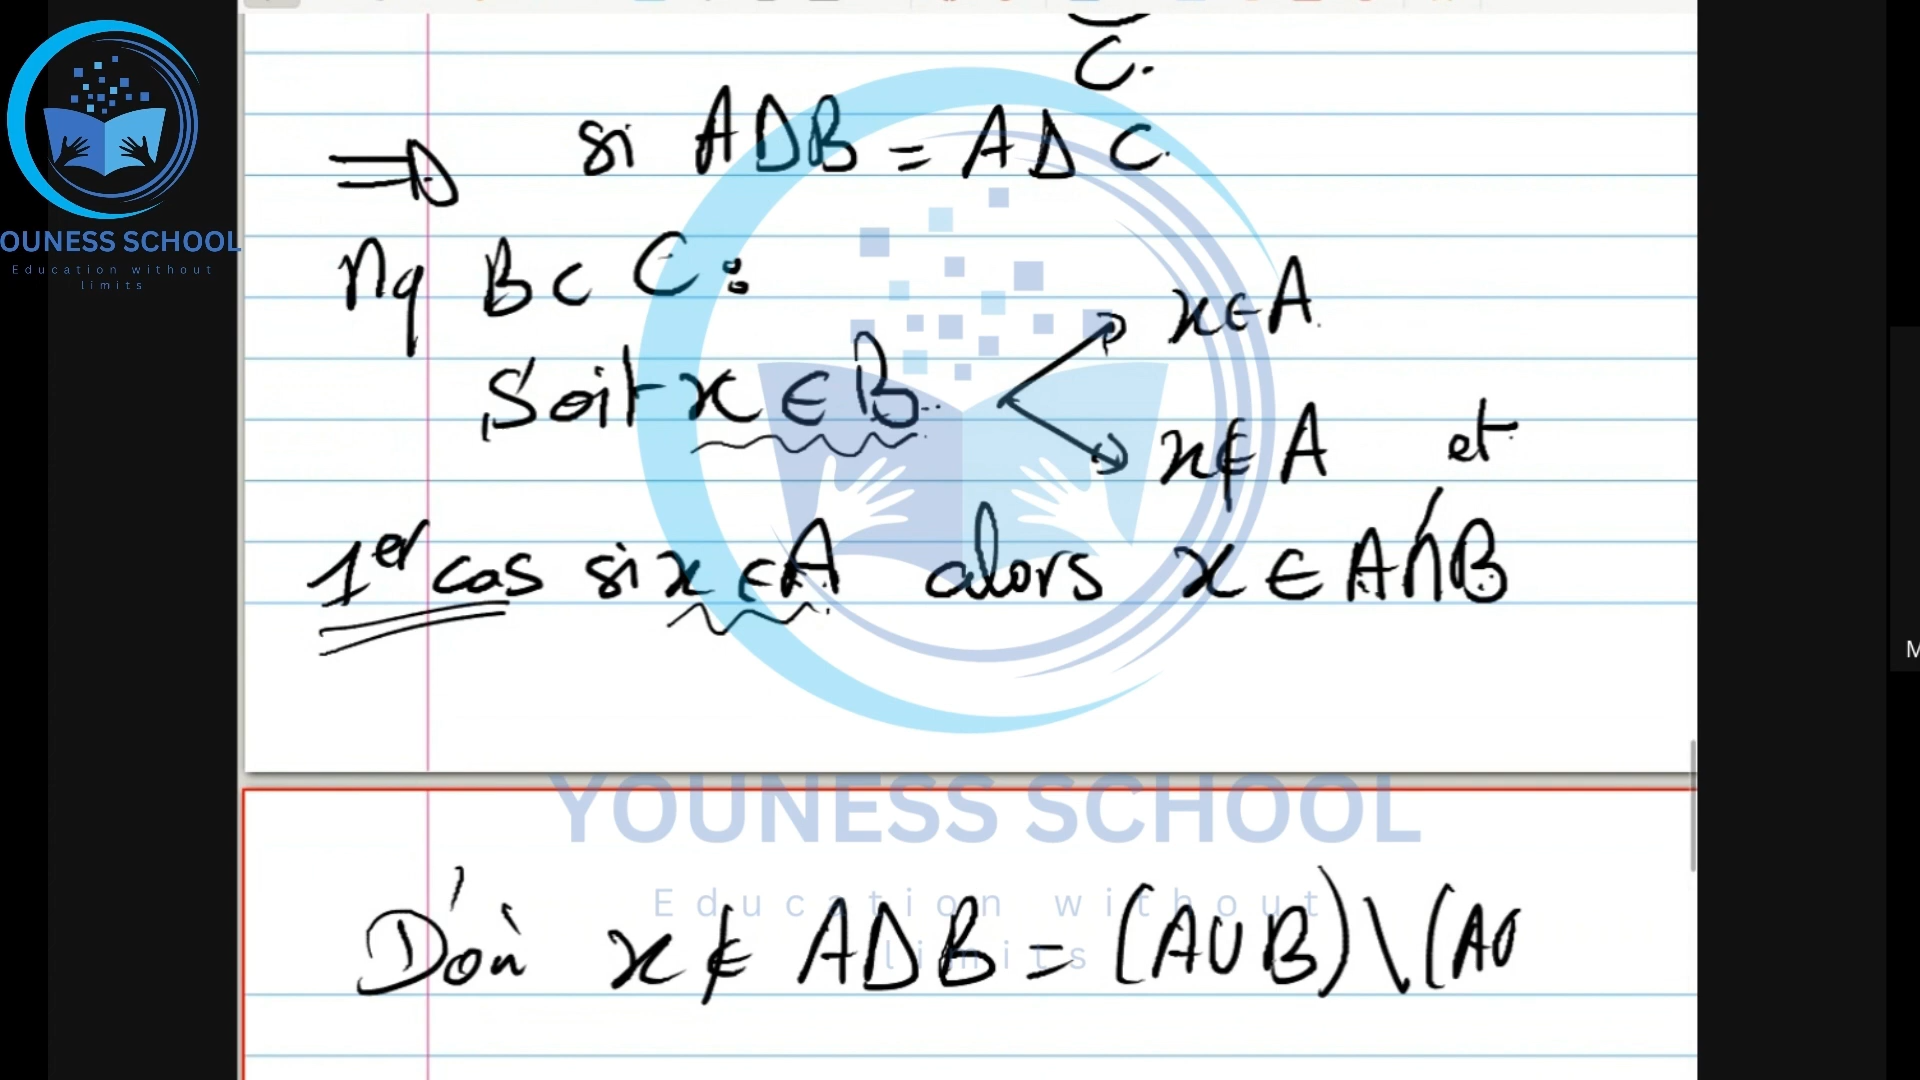 C.
⇒ si AΔB = AΔC.
Mq B ⊂ C :
x ∈ A.
Soit x ∈ B.
x ∉ A et
1er cas si x ∈ A alors x ∈ A∩B
D'où x ∉ AΔB = (A∪B)\(A
OUNESS SCHOOL
Education without
limits
YOUNESS SCHOOL
Education without
limits
M